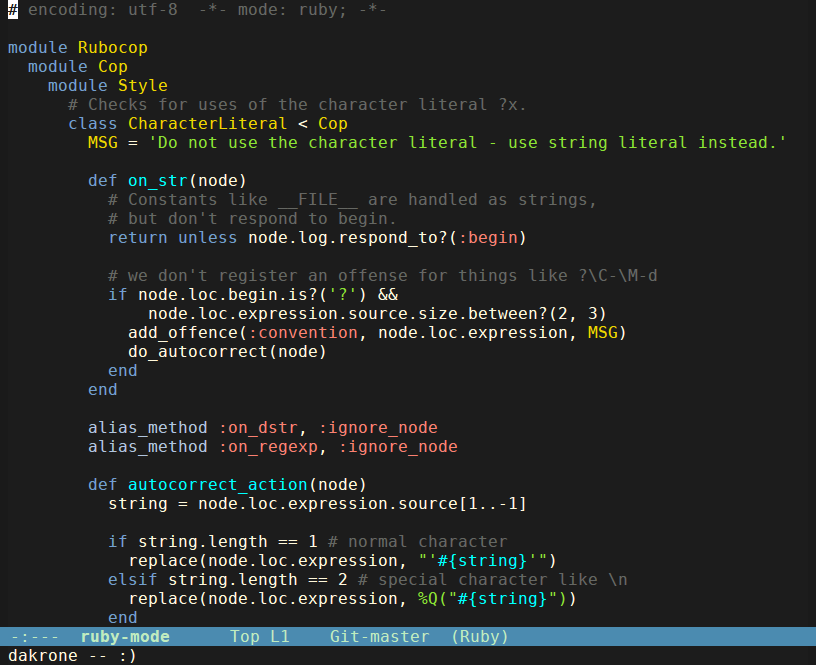 # encoding: utf-8  -*- mode: ruby; -*-
module Rubocop
  module Cop
    module Style
      # Checks for uses of the character literal ?x.
      class CharacterLiteral < Cop
        MSG = 'Do not use the character literal - use string literal instead.'
        def on_str(node)
          # Constants like __FILE__ are handled as strings,
          # but don't respond to begin.
          return unless node.log.respond_to?(:begin)
          # we don't register an offense for things like ?\C-\M-d
          if node.loc.begin.is?('?') &&
              node.loc.expression.source.size.between?(2, 3)
            add_offence(:convention, node.loc.expression, MSG)
            do_autocorrect(node)
          end
        end
        alias_method :on_dstr, :ignore_node
        alias_method :on_regexp, :ignore_node
        def autocorrect_action(node)
          string = node.loc.expression.source[1..-1]
          if string.length == 1 # normal character
            replace(node.loc.expression, "'#{string}'")
          elsif string.length == 2 # special character like \n
            replace(node.loc.expression, %Q("#{string}"))
          end
-:---  ruby-mode      Top L1    Git-master  (Ruby)
dakrone -- :)